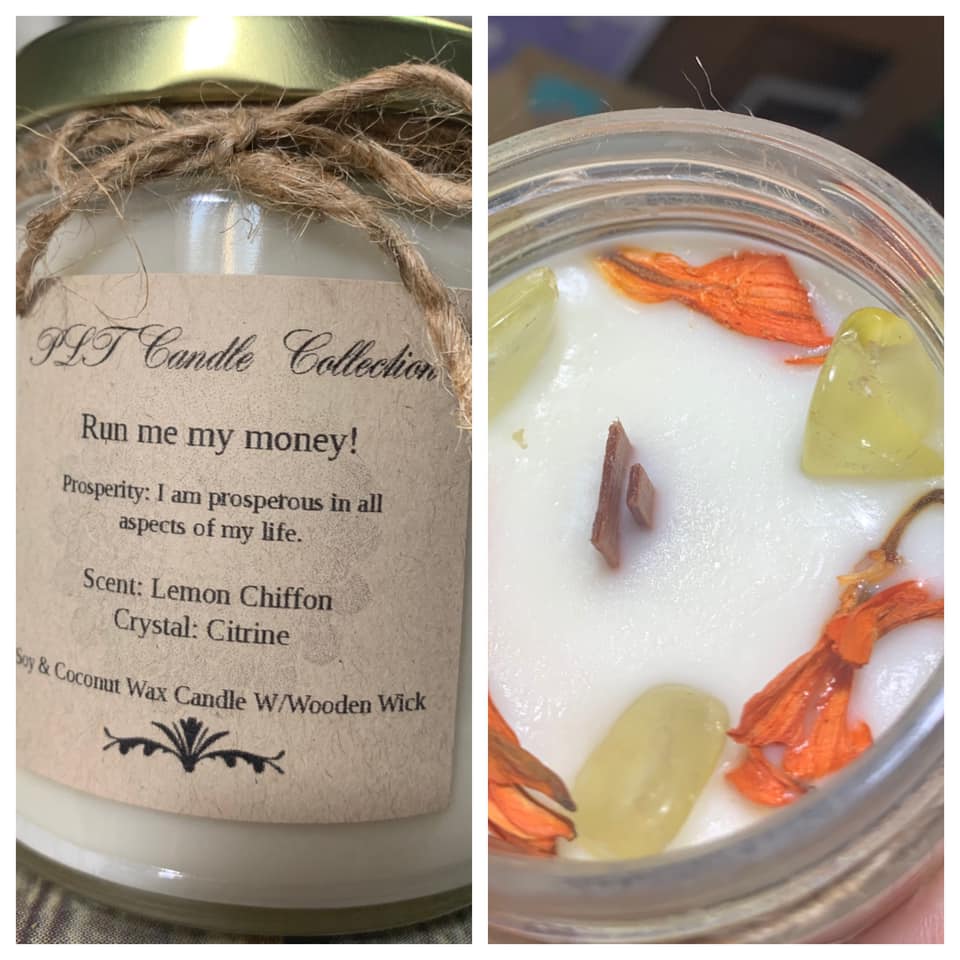 PLT Candle Collection
Run me my money!
Prosperity: I am prosperous in all
aspects of my life.
Scent: Lemon Chiffon
Crystal: Citrine
Soy & Coconut Wax Candle W/Wooden Wick